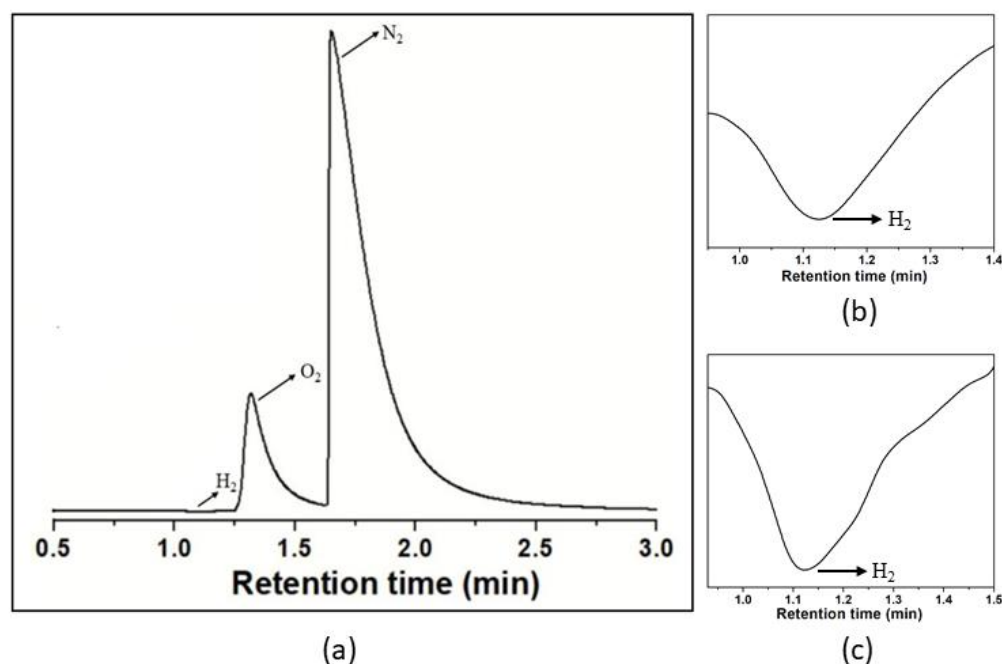 N₂
O₂
H₂
0.5 1.0 1.5 2.0 2.5 3.0
Retention time (min)
(a)
H₂
1.0 1.1 1.2 1.3 1.4
Retention time (min)
(b)
H₂
1.0 1.1 1.2 1.3 1.4 1.5
Retention time (min)
(c)